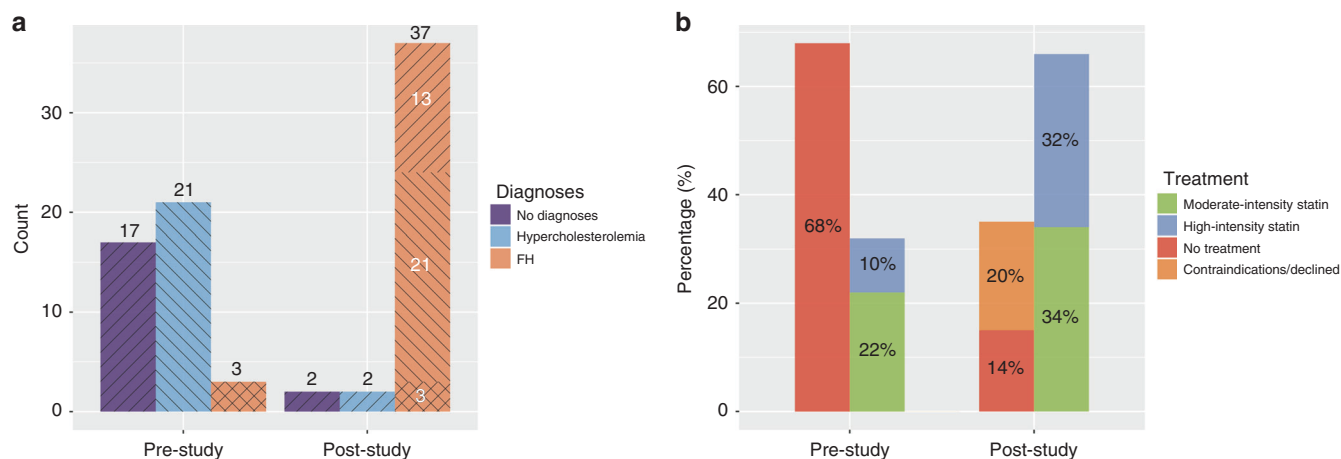 a
37
30
20
10
0
Count
17
21
3
2
2
13
21
3
Pre-study
Post-study
Diagnoses
No diagnoses
Hypercholesterolemia
FH
b
60
40
20
0
Percentage (%)
68%
10%
22%
20%
14%
32%
34%
Pre-study
Post-study
Treatment
Moderate-intensity statin
High-intensity statin
No treatment
Contraindications/declined